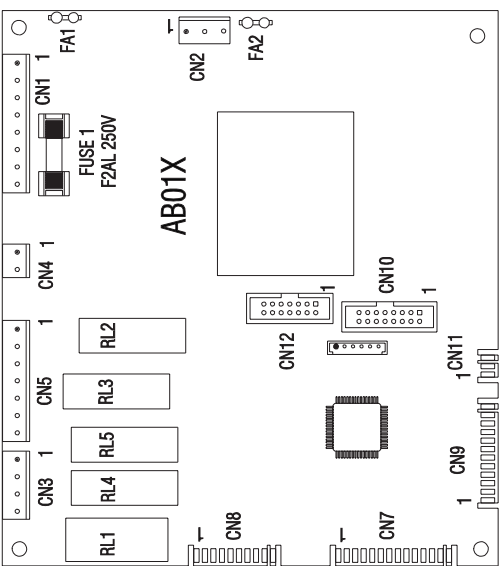 FA1
1
CN2
FA2
1
CN1
FUSE 1
F2AL 250V
AB01X
1
CN4
CN10
1
1
CN12
1
CN5
RL2
CN11
1
RL3
1
CN3
RL5
RL4
CN9
1
RL1
1
CN8
1
CN7